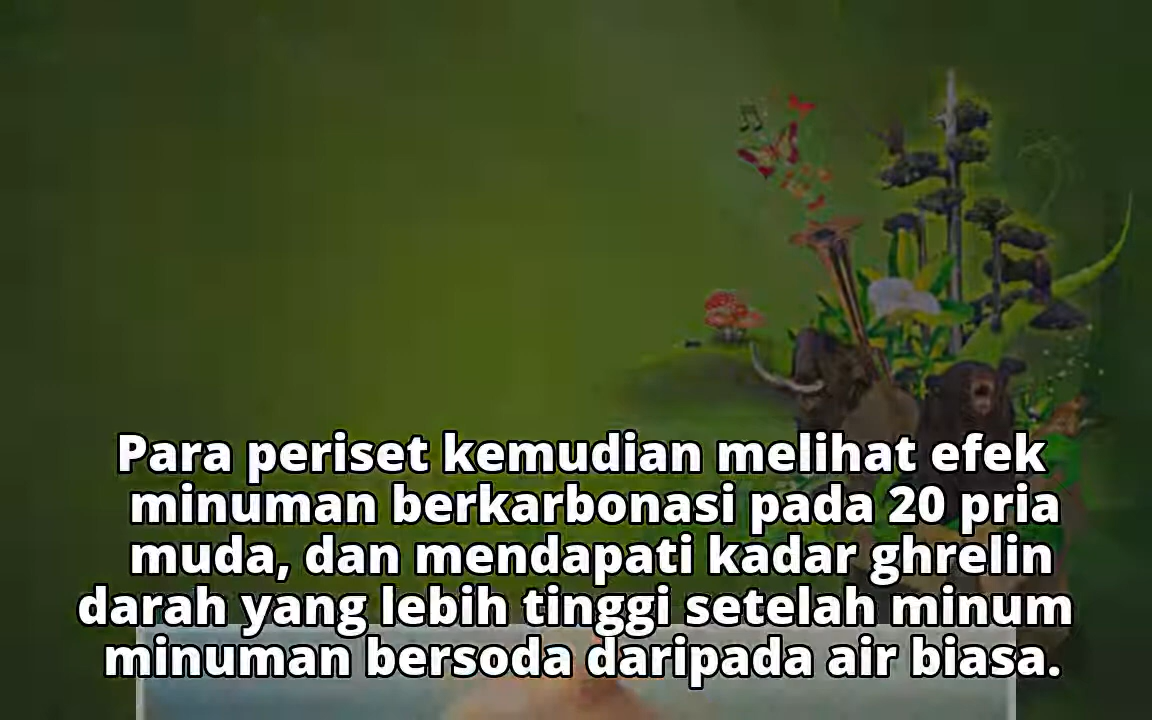 Para periset kemudian melihat efek
minuman berkarbonasi pada 20 pria
muda, dan mendapati kadar ghrelin
darah yang lebih tinggi setelah minum
minuman bersoda daripada air biasa.